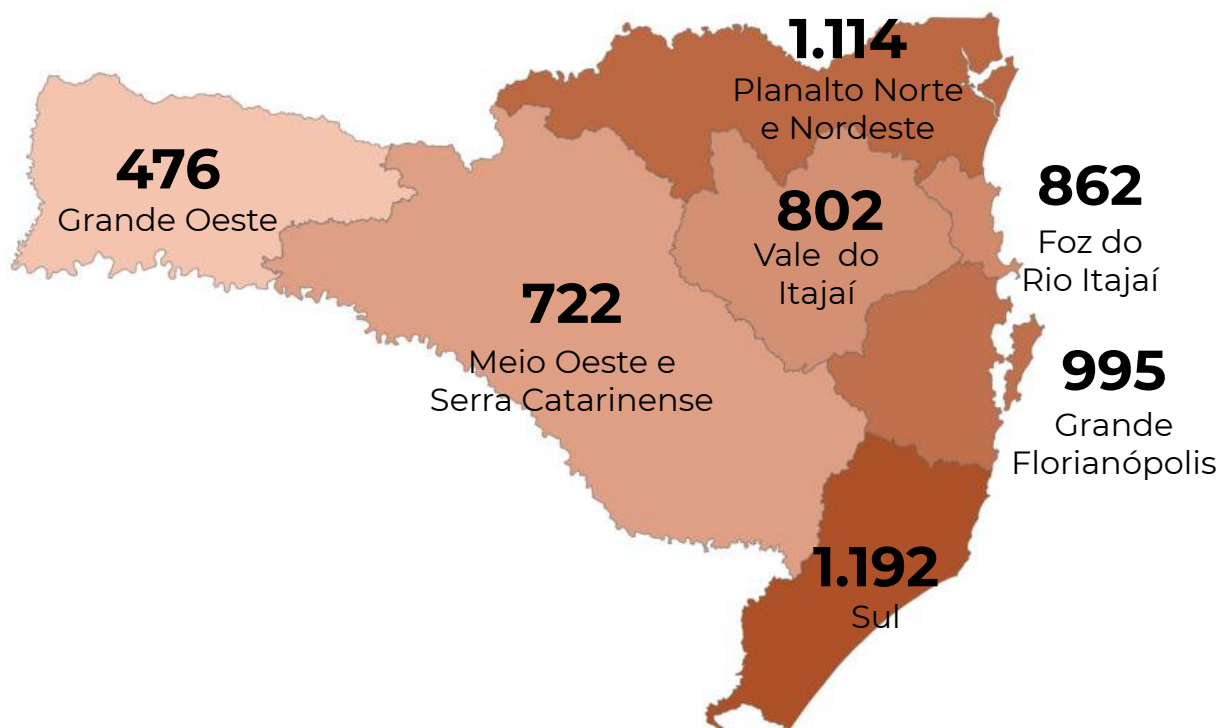 1.114
Planalto Norte
e Nordeste
476
Grande Oeste
862
Foz do
Rio Itajaí
802
Vale do
Itajaí
722
Meio Oeste e
Serra Catarinense
995
Grande
Florianópolis
1.192
Sul